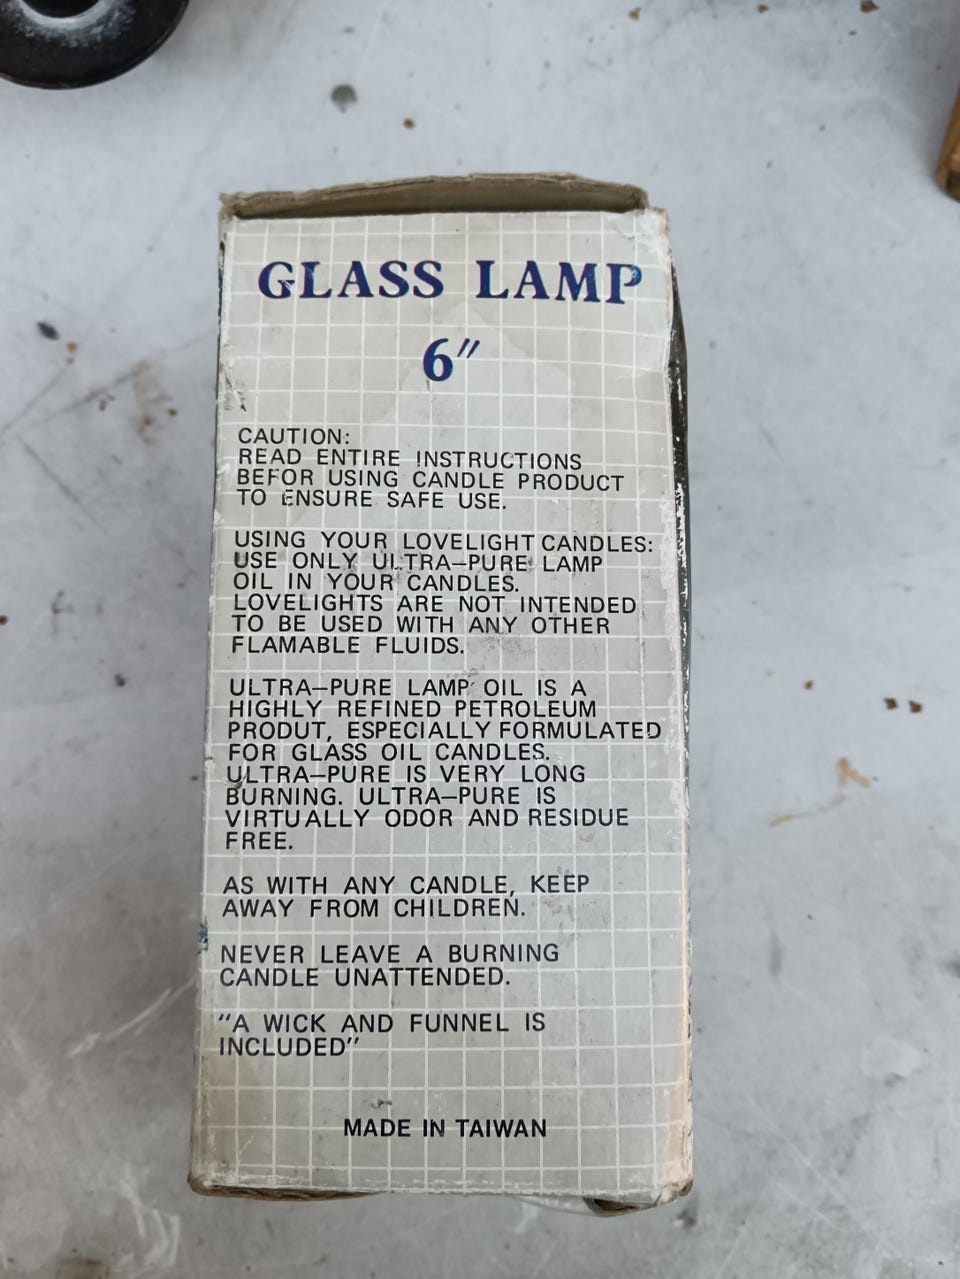 GLASS LAMP
6"
CAUTION:
READ ENTIRE INSTRUCTIONS
BEFOR USING CANDLE PRODUCT
TO ENSURE SAFE USE.
USING YOUR LOVELIGHT CANDLES:
USE ONLY ULTRA-PURE LAMP
OIL IN YOUR CANDLES.
LOVELIGHTS ARE NOT INTENDED
TO BE USED WITH ANY OTHER
FLAMABLE FLUIDS.
ULTRA-PURE LAMP OIL IS A
HIGHLY REFINED PETROLEUM
PRODUT, ESPECIALLY FORMULATED
FOR GLASS OIL CANDLES.
ULTRA-PURE IS VERY LONG
BURNING. ULTRA-PURE IS
VIRTUALLY ODOR AND RESIDUE
FREE.
AS WITH ANY CANDLE, KEEP
AWAY FROM CHILDREN.
NEVER LEAVE A BURNING
CANDLE UNATTENDED.
"A WICK AND FUNNEL IS
INCLUDED"
MADE IN TAIWAN